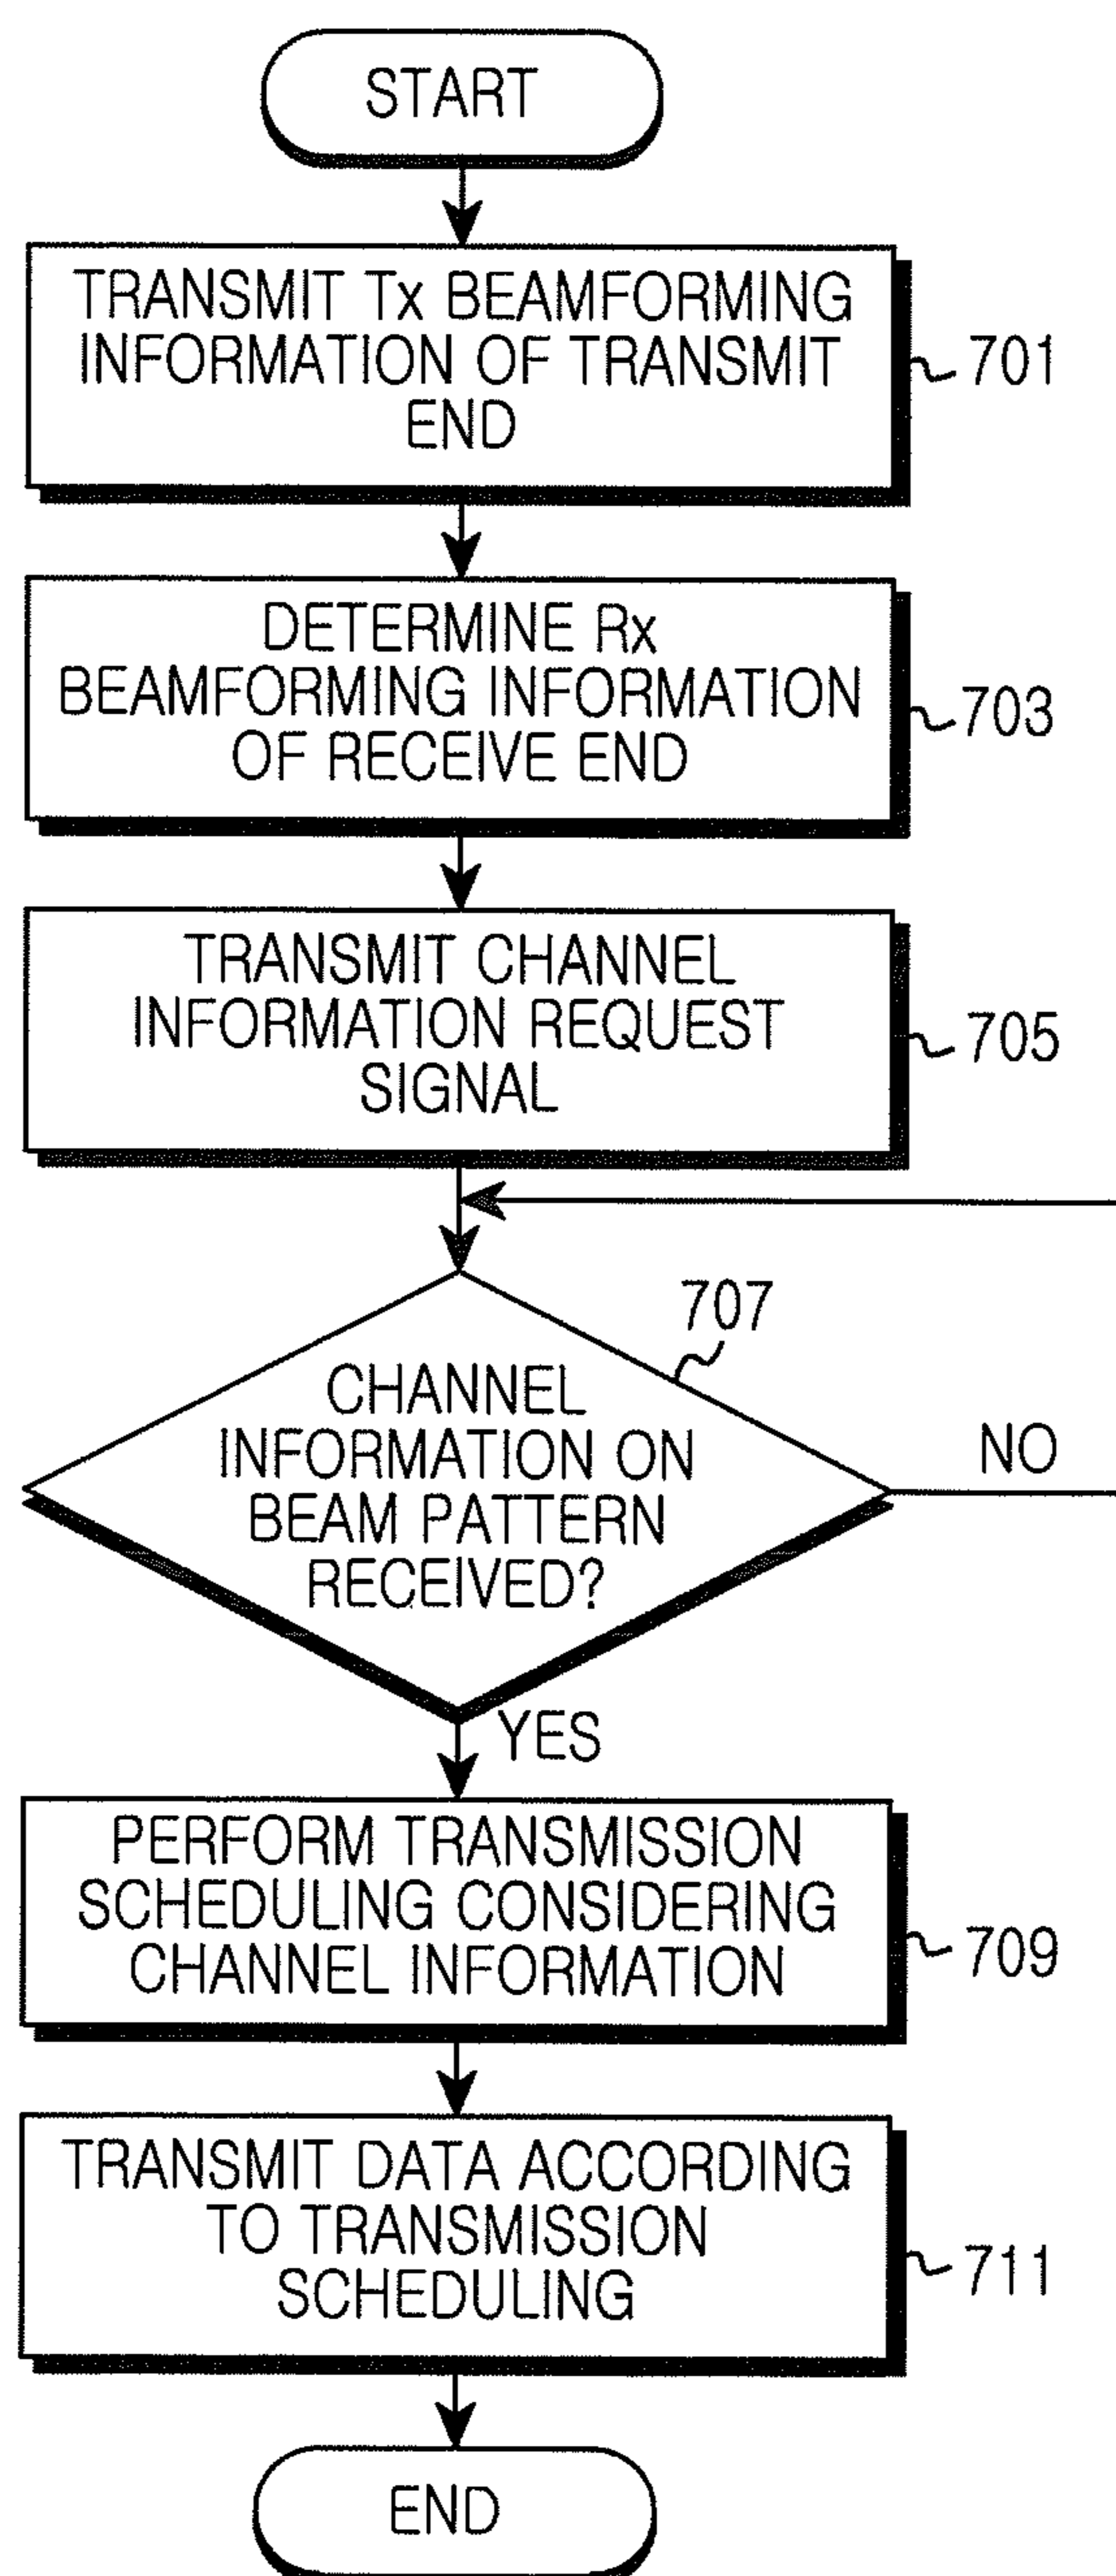 START
TRANSMIT Tx BEAMFORMING
INFORMATION OF TRANSMIT
END
701
DETERMINE Rx
BEAMFORMING INFORMATION
OF RECEIVE END
703
TRANSMIT CHANNEL
INFORMATION REQUEST
SIGNAL
705
707
CHANNEL
INFORMATION ON
BEAM PATTERN
RECEIVED?
NO
YES
PERFORM TRANSMISSION
SCHEDULING CONSIDERING
CHANNEL INFORMATION
709
TRANSMIT DATA ACCORDING
TO TRANSMISSION
SCHEDULING
711
END